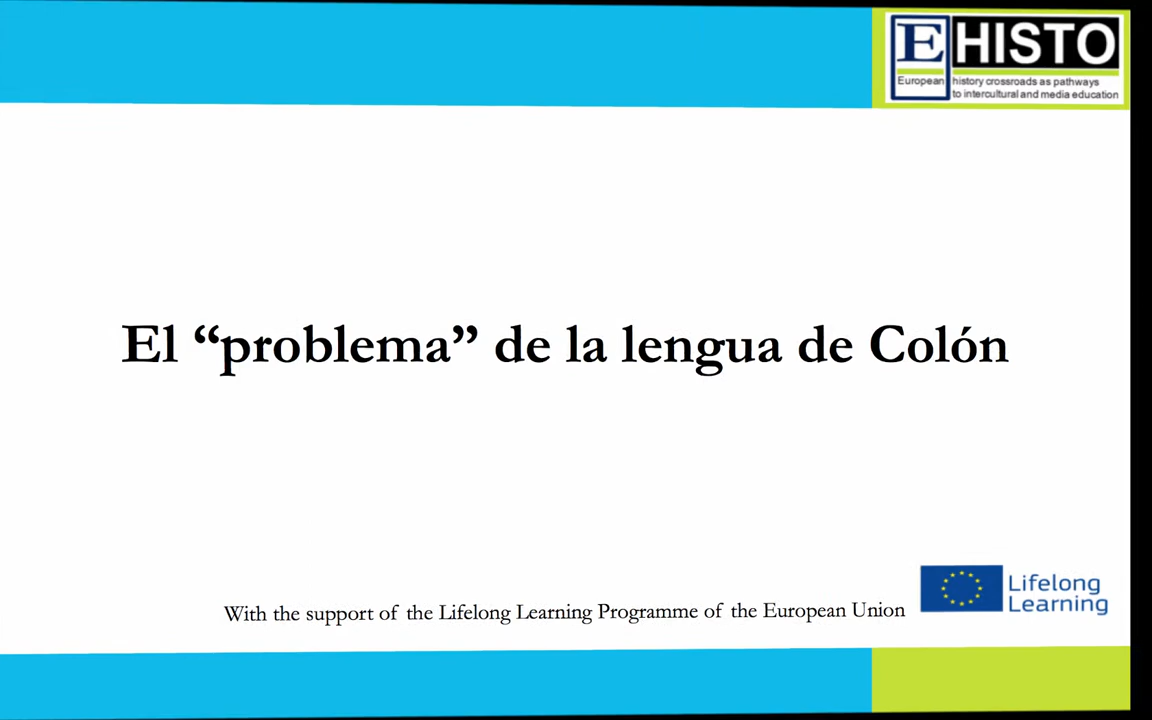 EHISTO
European history crossroads as pathways
to intercultural and media education
El “problema” de la lengua de Colón
With the support of the Lifelong Learning Programme of the European Union
Lifelong
Learning